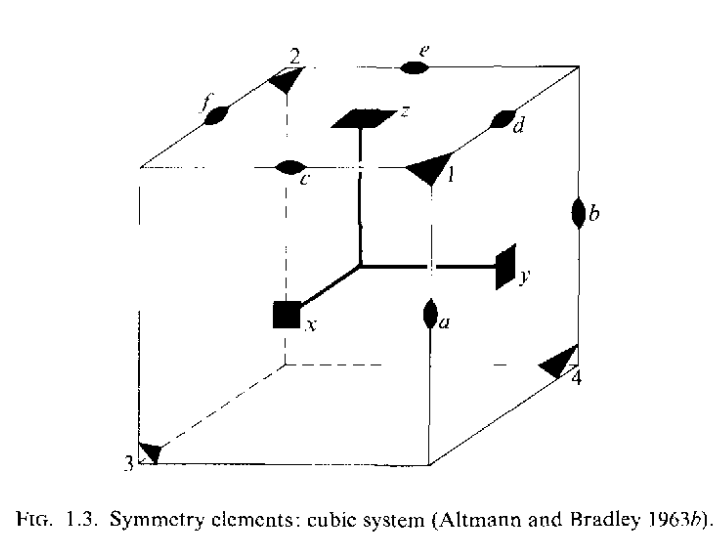 2
e
f
z
d
c
1
b
y
x
a
4
3
FIG. 1.3. Symmetry elements: cubic system (Altmann and Bradley 1963b).